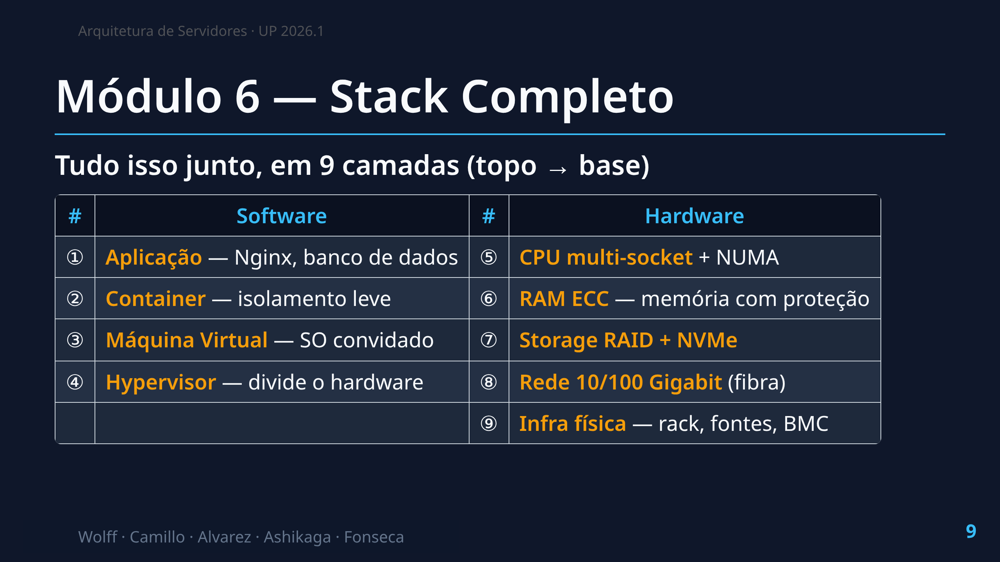 Arquitetura de Servidores · UP 2026.1
Módulo 6 — Stack Completo
Tudo isso junto, em 9 camadas (topo → base)
# Software # Hardware
① Aplicação — Nginx, banco de dados ⑤ CPU multi-socket + NUMA
② Container — isolamento leve ⑥ RAM ECC — memória com proteção
③ Máquina Virtual — SO convidado ⑦ Storage RAID + NVMe
④ Hypervisor — divide o hardware ⑧ Rede 10/100 Gigabit (fibra)
⑨ Infra física — rack, fontes, BMC
Wolff · Camillo · Alvarez · Ashikaga · Fonseca
9